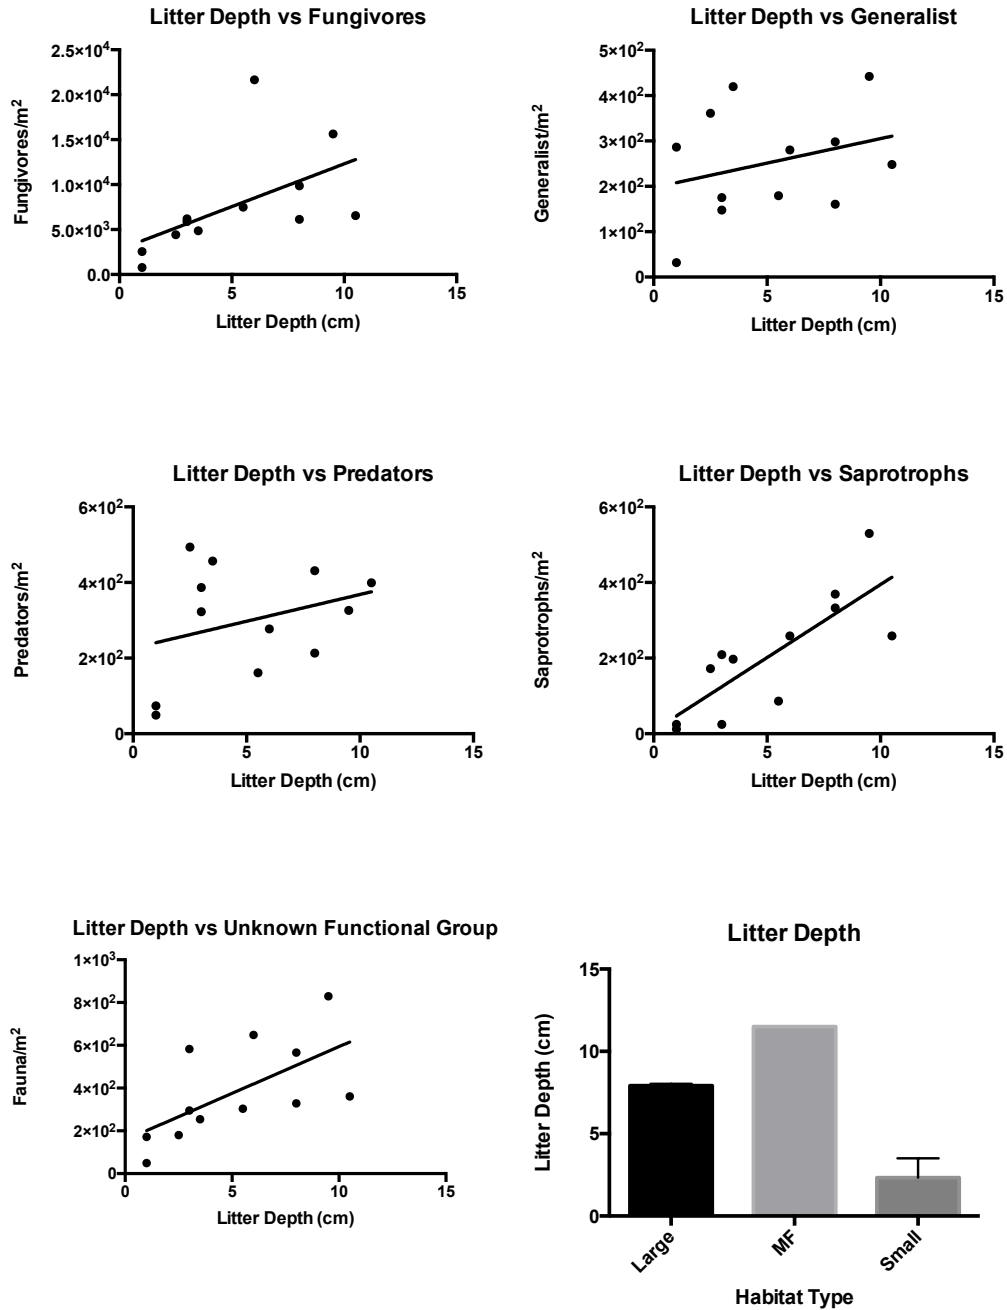 Litter Depth vs Fungivores
2.5×10⁴
2.0×10⁴
1.5×10⁴
1.0×10⁴
5.0×10³
0.0
Fungivores/m²
0 5 10 15
Litter Depth (cm)
Litter Depth vs Generalist
5×10²
4×10²
3×10²
2×10²
1×10²
0
Generalist/m²
0 5 10 15
Litter Depth (cm)
Litter Depth vs Predators
6×10²
4×10²
2×10²
0
Predators/m²
0 5 10 15
Litter Depth (cm)
Litter Depth vs Saprotrophs
6×10²
4×10²
2×10²
0
Saprotrophs/m²
0 5 10 15
Litter Depth (cm)
Litter Depth vs Unknown Functional Group
1×10³
8×10²
6×10²
4×10²
2×10²
0
Fauna/m²
0 5 10 15
Litter Depth (cm)
Litter Depth
15
10
5
0
Litter Depth (cm)
Large MF Small
Habitat Type